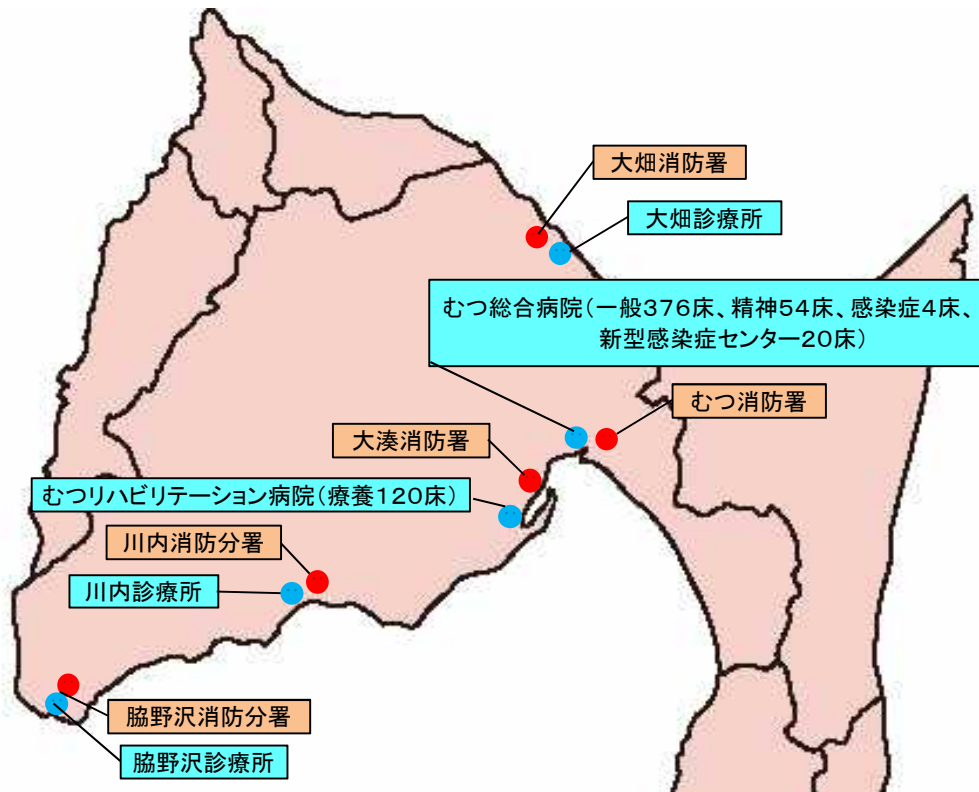 大畑消防署
大畑診療所
むつ総合病院(一般376床、精神54床、感染症4床、
新型感染症センター20床)
むつ消防署
大湊消防署
むつリハビリテーション病院(療養120床)
川内消防分署
川内診療所
脇野沢消防分署
脇野沢診療所